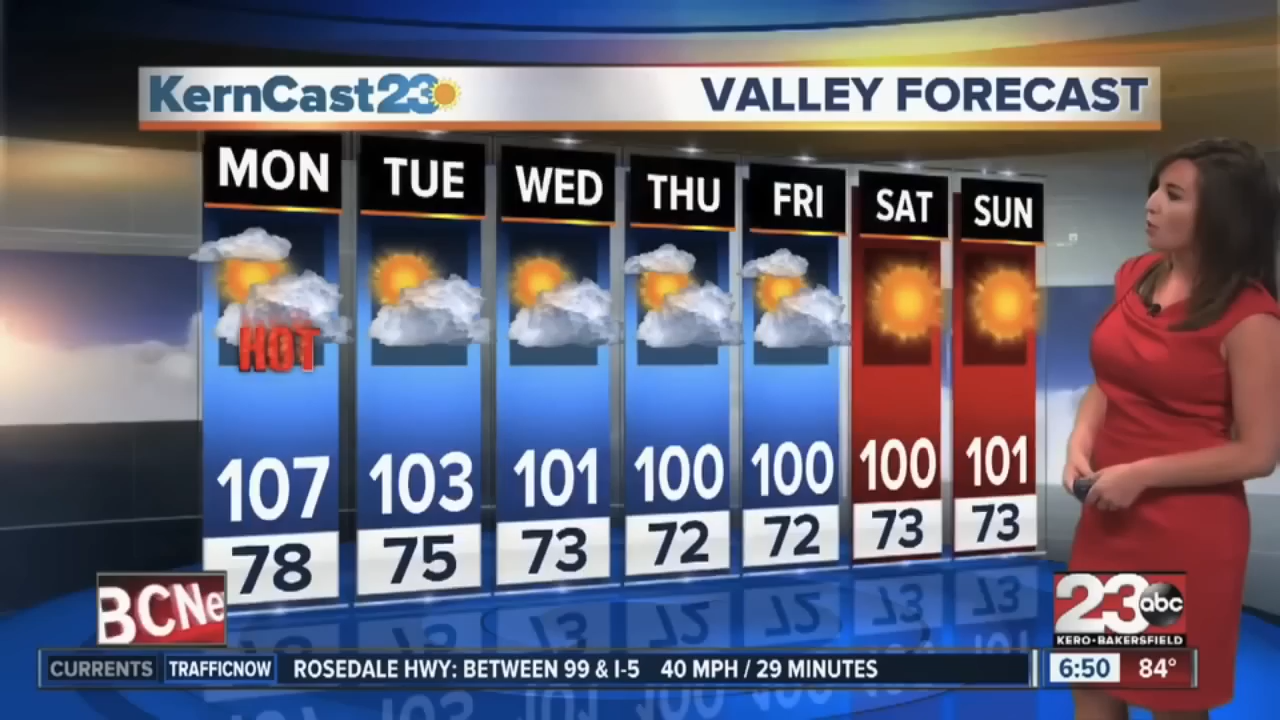 KernCast23
VALLEY FORECAST
MON TUE WED THU FRI SAT SUN
HOT
107 103 101 100 100 100 101
78 75 73 72 72 73 73
BCNe
23 abc
KERO-BAKERSFIELD
CURRENTS TRAFFICNOW ROSEDALE HWY: BETWEEN 99 & I-5 40 MPH / 29 MINUTES 6:50 84°